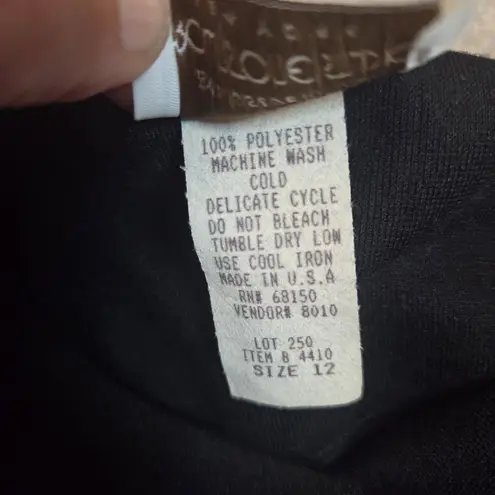 100% POLYESTER
MACHINE WASH
COLD
DELICATE CYCLE
DO NOT BLEACH
TUMBLE DRY LOW
USE COOL IRON
MADE IN U.S.A
RN# 68150
VENDOR# 8010
LOT 250
ITEM B 4410
SIZE 12